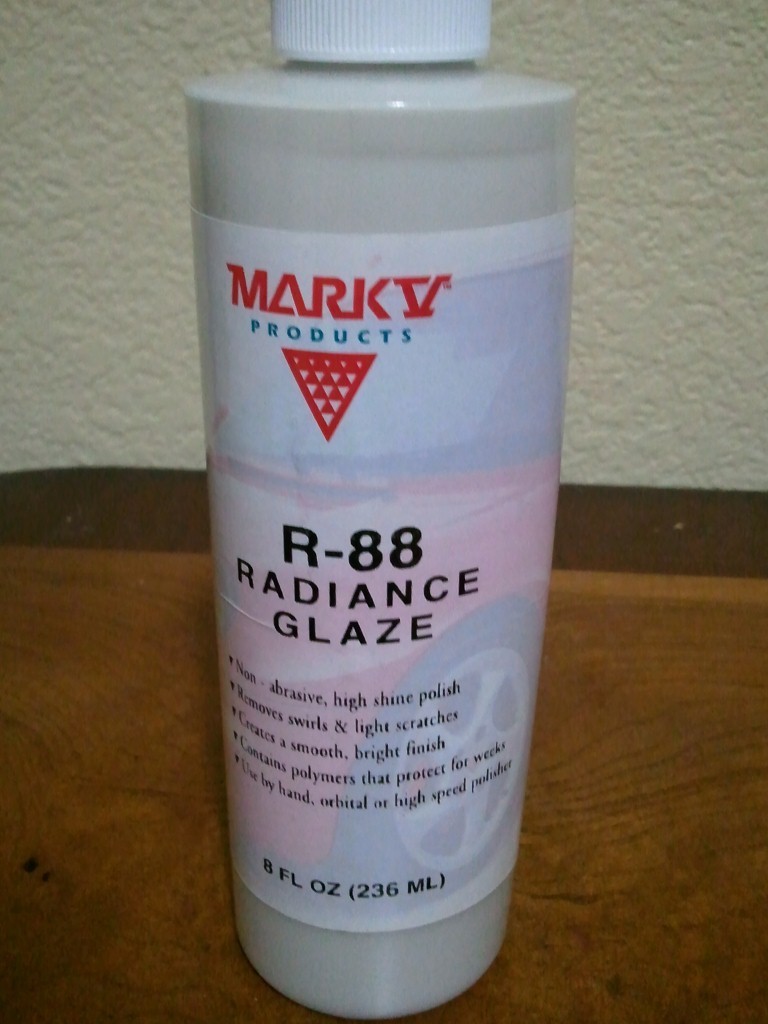 MARK V™
PRODUCTS
R-88
RADIANCE
GLAZE
Non - abrasive, high shine polish
Removes swirls & light scratches
Creates a smooth, bright finish
Contains polymers that protect for weeks
Use by hand, orbital or high speed polisher
8 FL OZ (236 ML)